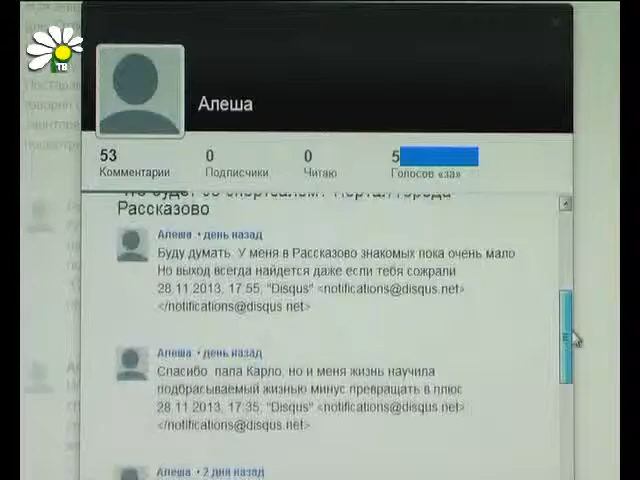 ТВ
Алеша
53
Комментарии
0
Подписчики
0
Читаю
5
Голосов «за»
Рассказово
Алеша • день назад
Буду думать. У меня в Рассказово знакомых пока очень мало
Но выход всегда найдется даже если тебя сожрали
28.11.2013, 17:55, "Disqus" <notifications@disqus.net>
</notifications@disqus.net>
Алеша • день назад
Спасибо папа Карло, но и меня жизнь научила
подбрасываемый жизнью минус превращать в плюс
28.11.2013, 17:35, "Disqus" <notifications@disqus.net>
</notifications@disqus.net>
Алеша • 2 дня назад